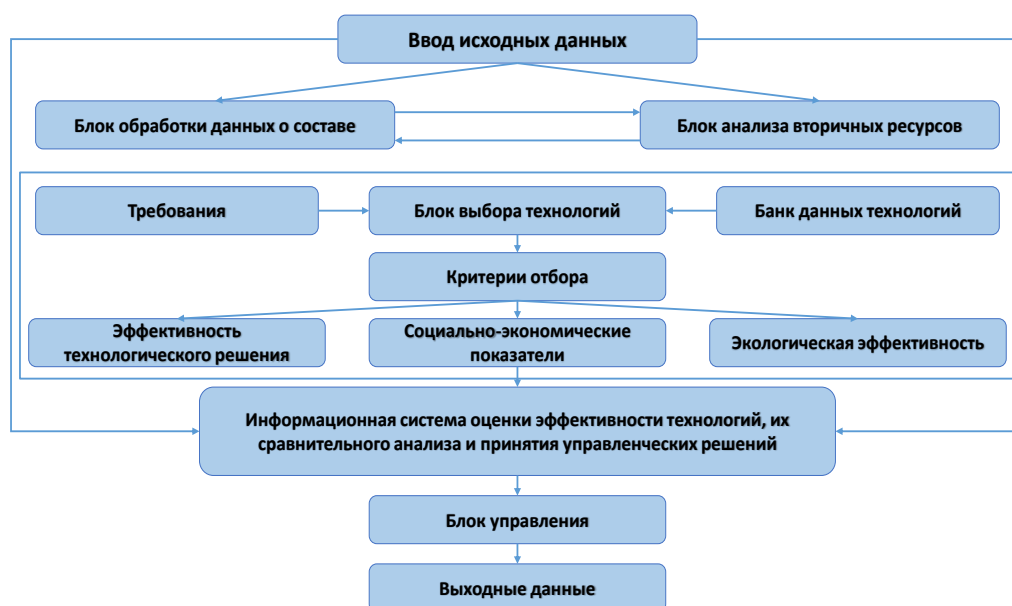 Ввод исходных данных
Блок обработки данных о составе
Блок анализа вторичных ресурсов
Требования
Блок выбора технологий
Банк данных технологий
Критерии отбора
Эффективность
технологического решения
Социально-экономические
показатели
Экологическая эффективность
Информационная система оценки эффективности технологий, их
сравнительного анализа и принятия управленческих решений
Блок управления
Выходные данные